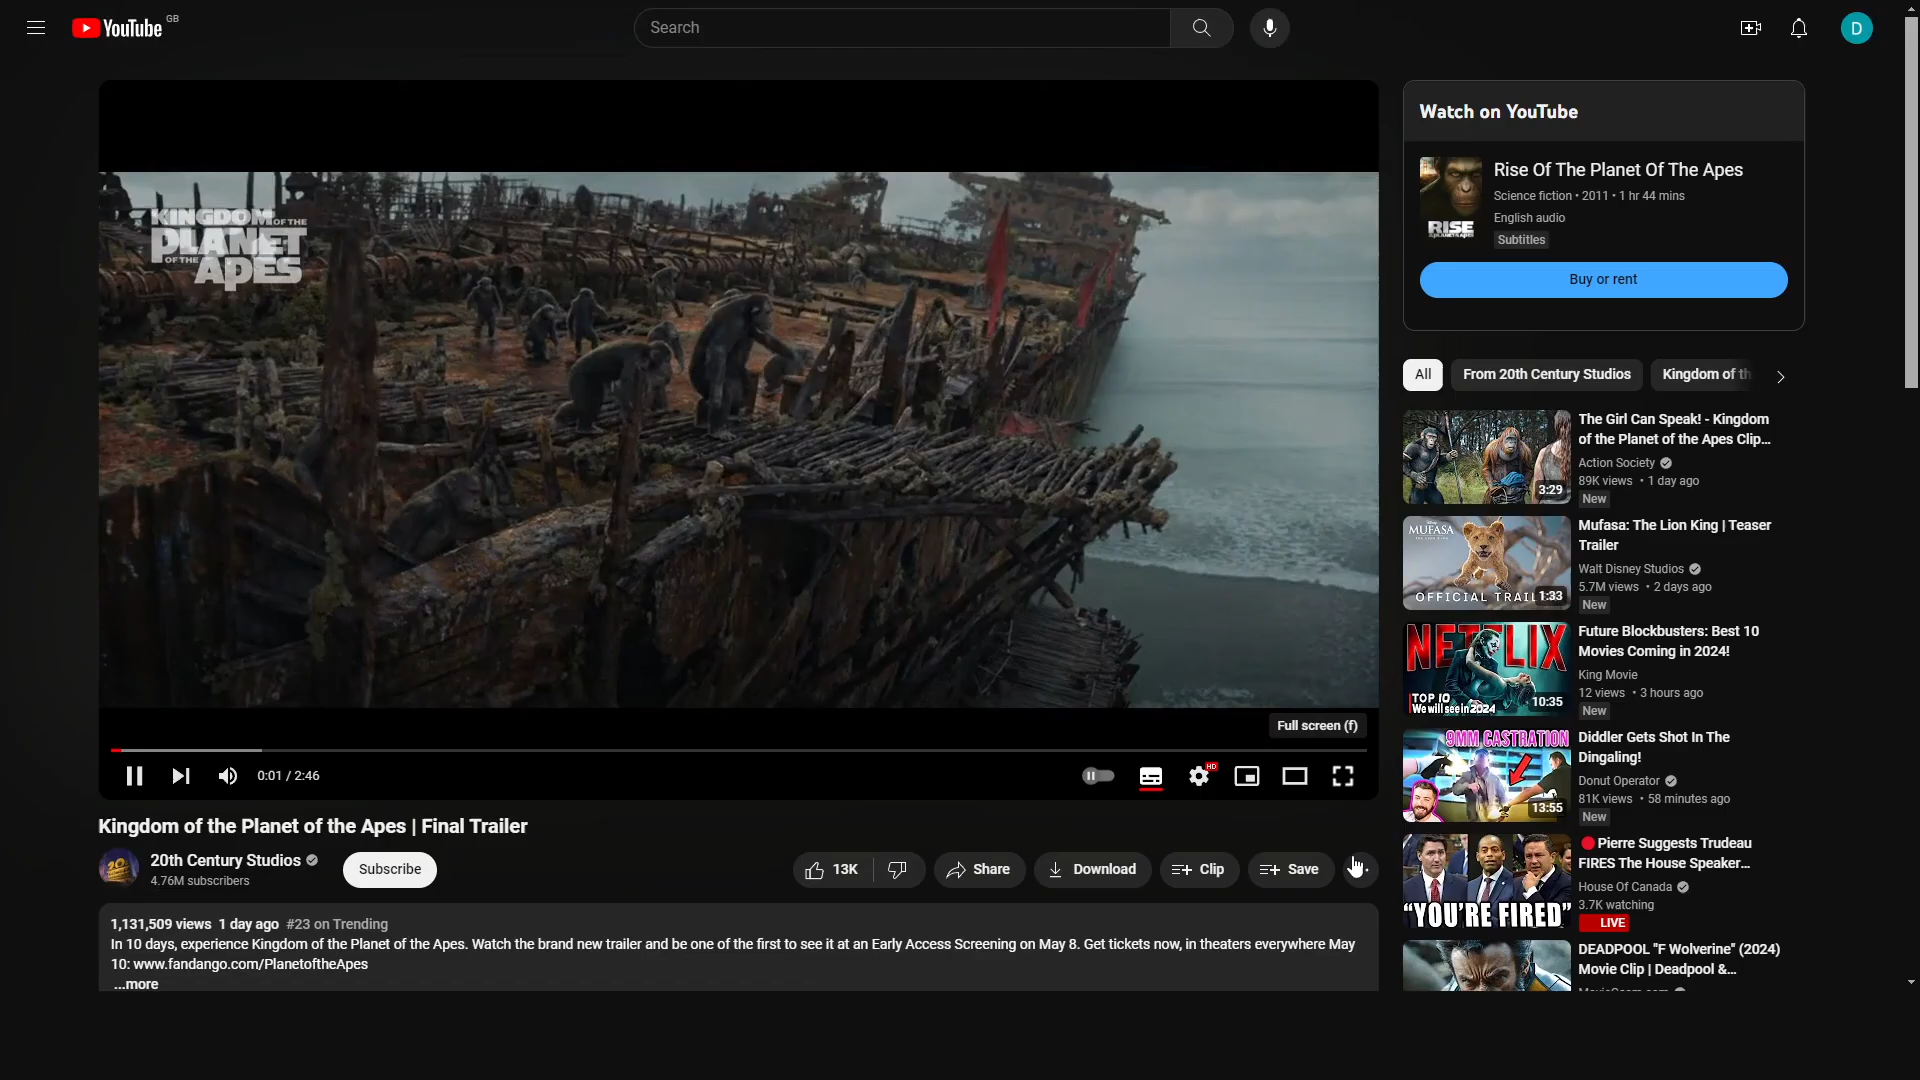 YouTube GB
Search
D
KINGDOM OF THE
PLANET
OF THE APES
Full screen (f)
0:01 / 2:46
HD
Kingdom of the Planet of the Apes | Final Trailer
20th Century Studios
4.76M subscribers
Subscribe
13K
Share
Download
Clip
Save
1,131,509 views 1 day ago #23 on Trending
In 10 days, experience Kingdom of the Planet of the Apes. Watch the brand new trailer and be one of the first to see it at an Early Access Screening on May 8. Get tickets now, in theaters everywhere May
10: www.fandango.com/PlanetoftheApes
...more
Watch on YouTube
Rise Of The Planet Of The Apes
Science fiction • 2011 • 1 hr 44 mins
English audio
Subtitles
RISE
Buy or rent
All
From 20th Century Studios
Kingdom of th
The Girl Can Speak! - Kingdom
of the Planet of the Apes Clip...
Action Society
89K views • 1 day ago
New
3:29
Mufasa: The Lion King | Teaser
Trailer
Walt Disney Studios
5.7M views • 2 days ago
New
MUFASA
OFFICIAL TRAIL
1:33
Future Blockbusters: Best 10
Movies Coming in 2024!
King Movie
12 views • 3 hours ago
New
NETFLIX
TOP 10
We will see in 2024
10:35
Diddler Gets Shot In The
Dingaling!
Donut Operator
81K views • 58 minutes ago
New
9MM CASTRATION
13:55
Pierre Suggests Trudeau
FIRES The House Speaker...
House Of Canada
3.7K watching
LIVE
"YOU'RE FIRED"
DEADPOOL "F Wolverine" (2024)
Movie Clip | Deadpool &...